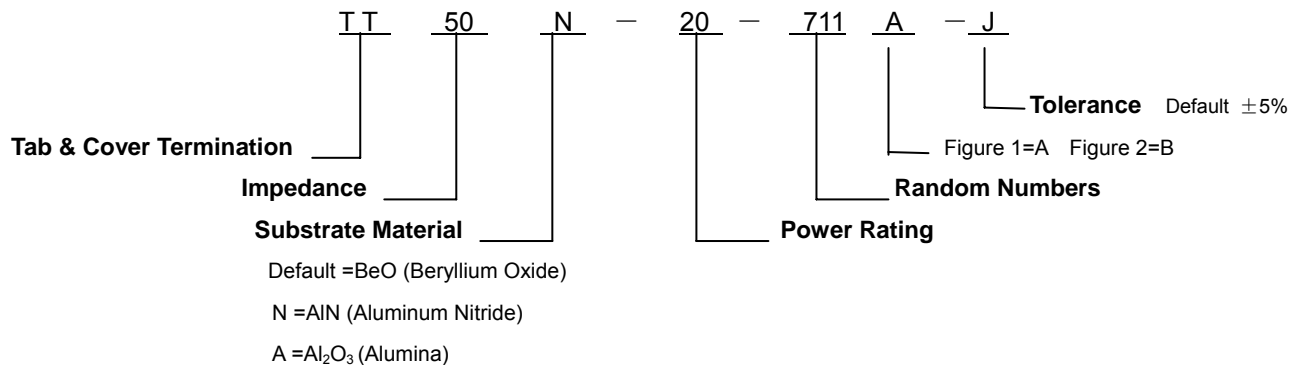 TT 50 N － 20 － 711 A － J
Tolerance Default ±5%
Tab & Cover Termination
Figure 1=A Figure 2=B
Impedance
Random Numbers
Substrate Material
Power Rating
Default =BeO (Beryllium Oxide)
N =AlN (Aluminum Nitride)
A =Al₂O₃ (Alumina)